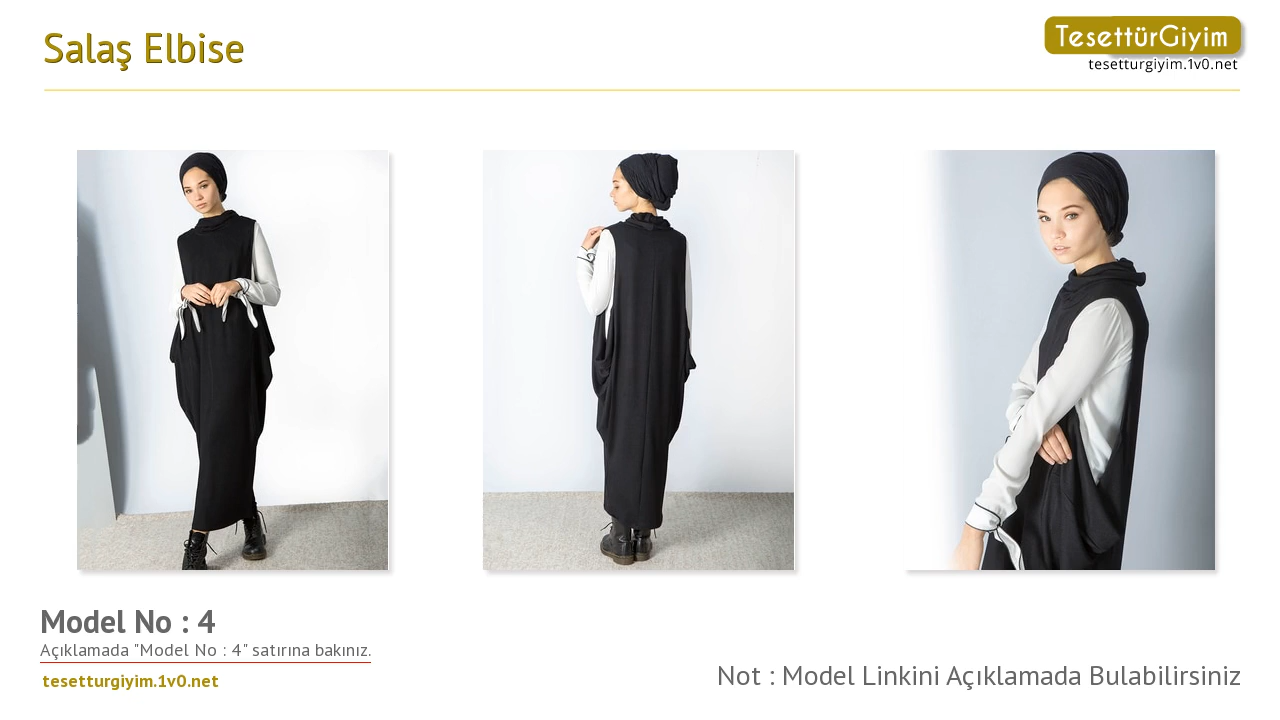 Salaş Elbise
TesettürGiyim
tesetturgiyim.1v0.net
Model No : 4
Açıklamada "Model No : 4" satırına bakınız.
tesetturgiyim.1v0.net
Not : Model Linkini Açıklamada Bulabilirsiniz